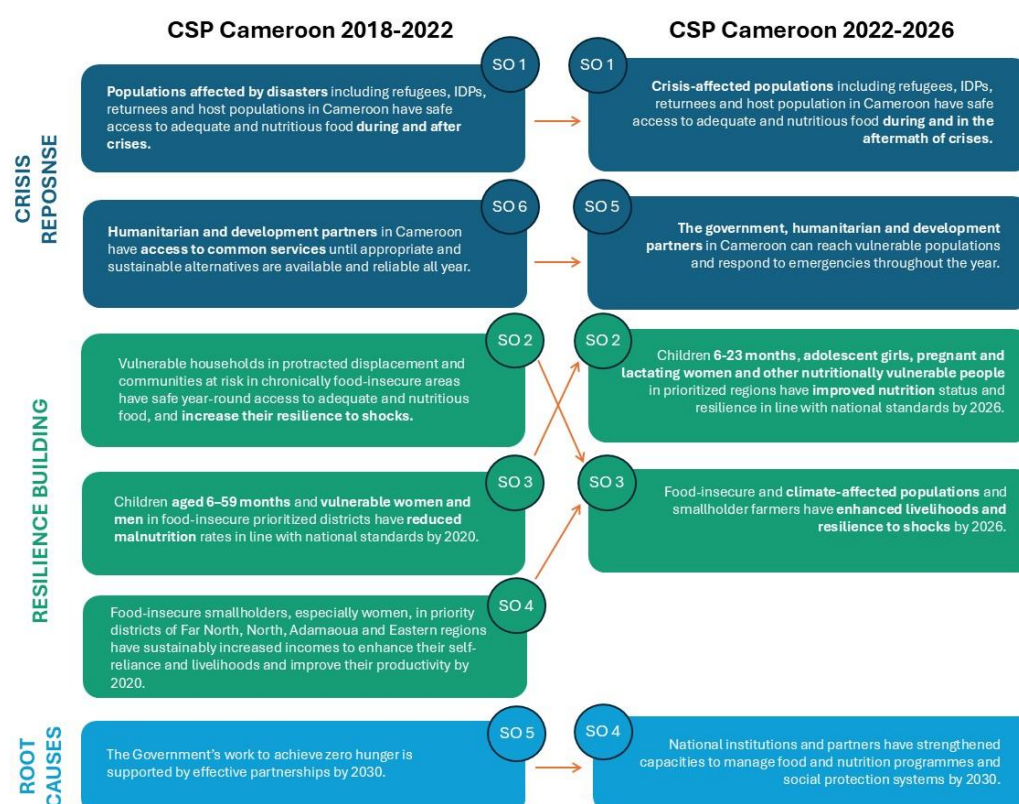 CSP Cameroon 2018-2022
CSP Cameroon 2022-2026
CRISIS
REPOSNSE
SO 1
Populations affected by disasters including refugees, IDPs,
returnees and host populations in Cameroon have safe
access to adequate and nutritious food during and after
crises.
SO 1
Crisis-affected populations including refugees, IDPs,
returnees and host population in Cameroon have safe
access to adequate and nutritious food during and in the
aftermath of crises.
SO 6
Humanitarian and development partners in Cameroon
have access to common services until appropriate and
sustainable alternatives are available and reliable all year.
SO 5
The government, humanitarian and development
partners in Cameroon can reach vulnerable populations
and respond to emergencies throughout the year.
RESILIENCE BUILDING
SO 2
Vulnerable households in protracted displacement and
communities at risk in chronically food-insecure areas
have safe year-round access to adequate and nutritious
food, and increase their resilience to shocks.
SO 2
Children 6-23 months, adolescent girls, pregnant and
lactating women and other nutritionally vulnerable people
in prioritized regions have improved nutrition status and
resilience in line with national standards by 2026.
SO 3
Children aged 6–59 months and vulnerable women and
men in food-insecure prioritized districts have reduced
malnutrition rates in line with national standards by 2020.
SO 3
Food-insecure and climate-affected populations and
smallholder farmers have enhanced livelihoods and
resilience to shocks by 2026.
SO 4
Food-insecure smallholders, especially women, in priority
districts of Far North, North, Adamaoua and Eastern regions
have sustainably increased incomes to enhance their self-
reliance and livelihoods and improve their productivity by
2020.
ROOT
CAUSES
SO 5
The Government's work to achieve zero hunger is
supported by effective partnerships by 2030.
SO 4
National institutions and partners have strengthened
capacities to manage food and nutrition programmes and
social protection systems by 2030.